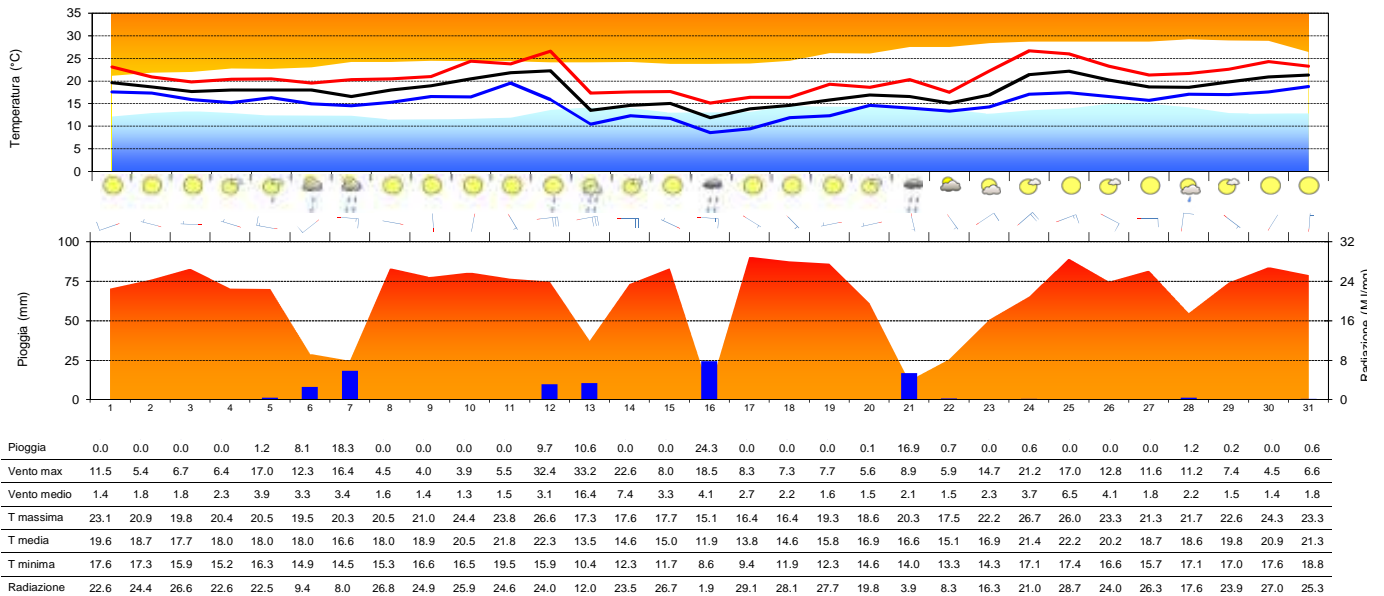 35
30
25
20
15
10
5
0
Temperatura (°C)
100
75
50
25
0
Pioggia (mm)
32
24
16
8
0
Radiazione (MJ/mq)
1 2 3 4 5 6 7 8 9 10 11 12 13 14 15 16 17 18 19 20 21 22 23 24 25 26 27 28 29 30 31
Pioggia 0.0 0.0 0.0 0.0 1.2 8.1 18.3 0.0 0.0 0.0 0.0 9.7 10.6 0.0 0.0 24.3 0.0 0.0 0.0 0.1 16.9 0.7 0.0 0.6 0.0 0.0 0.0 1.2 0.2 0.0 0.6
Vento max 11.5 5.4 6.7 6.4 17.0 12.3 16.4 4.5 4.0 3.9 5.5 32.4 33.2 22.6 8.0 18.5 8.3 7.3 7.7 5.6 8.9 5.9 14.7 21.2 17.0 12.8 11.6 11.2 7.4 4.5 6.6
Vento medio 1.4 1.8 1.8 2.3 3.9 3.3 3.4 1.6 1.4 1.3 1.5 3.1 16.4 7.4 3.3 4.1 2.7 2.2 1.6 1.5 2.1 1.5 2.3 3.7 6.5 4.1 1.8 2.2 1.5 1.4 1.8
T massima 23.1 20.9 19.8 20.4 20.5 19.5 20.3 20.5 21.0 24.4 23.8 26.6 17.3 17.6 17.7 15.1 16.4 16.4 19.3 18.6 20.3 17.5 22.2 26.7 26.0 23.3 21.3 21.7 22.6 24.3 23.3
T media 19.6 18.7 17.7 18.0 18.0 18.0 16.6 18.0 18.9 20.5 21.8 22.3 13.5 14.6 15.0 11.9 13.8 14.6 15.8 16.9 16.6 15.1 16.9 21.4 22.2 20.2 18.7 18.6 19.8 20.9 21.3
T minima 17.6 17.3 15.9 15.2 16.3 14.9 14.5 15.3 16.6 16.5 19.5 15.9 10.4 12.3 11.7 8.6 9.4 11.9 12.3 14.6 14.0 13.3 14.3 17.1 17.4 16.6 15.7 17.1 17.0 17.6 18.8
Radiazione 22.6 24.4 26.6 22.6 22.5 9.4 8.0 26.8 24.9 25.9 24.6 24.0 12.0 23.5 26.7 1.9 29.1 28.1 27.7 19.8 3.9 8.3 16.3 21.0 28.7 24.0 26.3 17.6 23.9 27.0 25.3